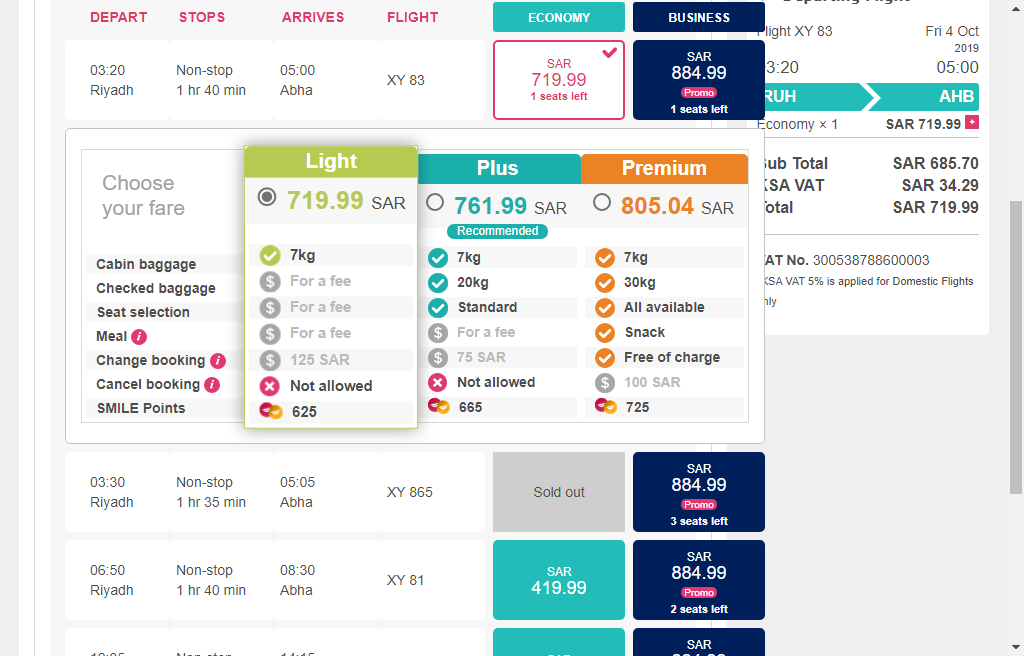 DEPART STOPS ARRIVES FLIGHT ECONOMY BUSINESS
03:20 Non-stop 05:00 XY 83
Riyadh 1 hr 40 min Abha
SAR
719.99
1 seats left
SAR
884.99
Promo
1 seats left
Choose
your fare
Cabin baggage
Checked baggage
Seat selection
Meal i
Change booking i
Cancel booking i
SMILE Points
Light
719.99 SAR
7kg
$ For a fee
$ For a fee
$ For a fee
$ 125 SAR
Not allowed
625
Plus
761.99 SAR
Recommended
7kg
20kg
Standard
$ For a fee
$ 75 SAR
Not allowed
665
Premium
805.04 SAR
7kg
30kg
All available
Snack
Free of charge
$ 100 SAR
725
03:30 Non-stop 05:05 XY 865
Riyadh 1 hr 35 min Abha
Sold out
SAR
884.99
Promo
3 seats left
06:50 Non-stop 08:30 XY 81
Riyadh 1 hr 40 min Abha
SAR
419.99
SAR
884.99
Promo
2 seats left
SAR
Flight XY 83 Fri 4 Oct
2019
03:20 05:00
RUH AHB
Economy × 1 SAR 719.99 +
Sub Total SAR 685.70
KSA VAT SAR 34.29
Total SAR 719.99
VAT No. 300538788600003
KSA VAT 5% is applied for Domestic Flights
only